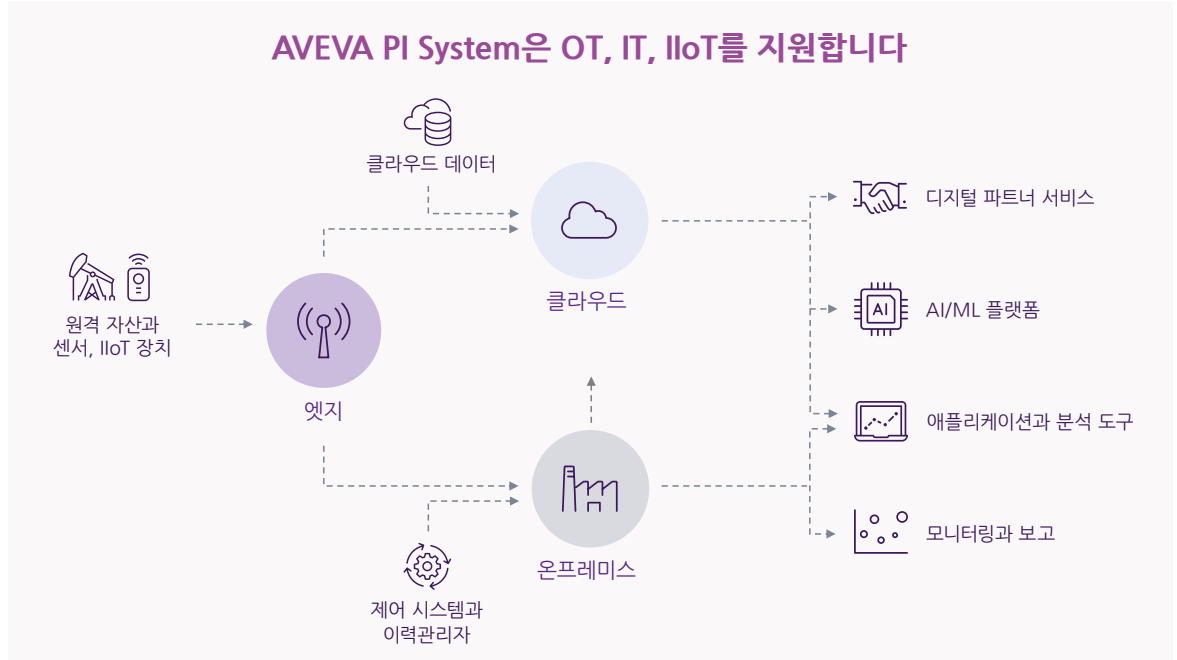 AVEVA PI System은 OT, IT, IIoT를 지원합니다
클라우드 데이터
디지털 파트너 서비스
클라우드
AI
AI/ML 플랫폼
원격 자산과
센서, IIoT 장치
엣지
애플리케이션과 분석 도구
모니터링과 보고
온프레미스
제어 시스템과
이력관리자